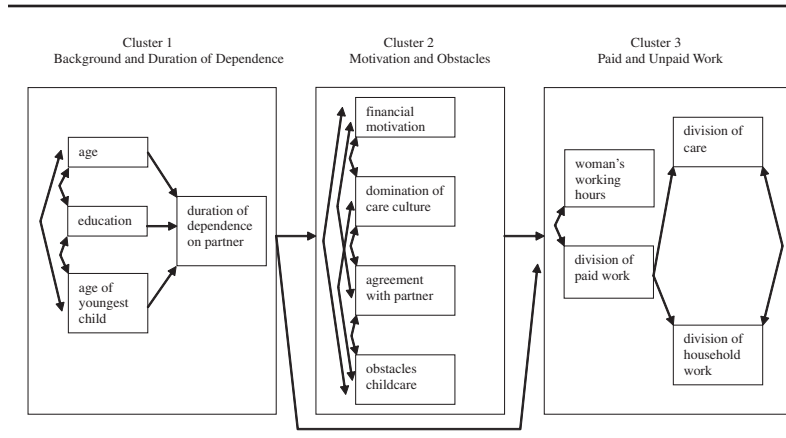 Cluster 1
Background and Duration of Dependence
Cluster 2
Motivation and Obstacles
Cluster 3
Paid and Unpaid Work
age
education
age of
youngest
child
duration of
dependence
on partner
financial
motivation
domination of
care culture
agreement
with partner
obstacles
childcare
woman's
working
hours
division of
paid work
division of
care
division of
household
work